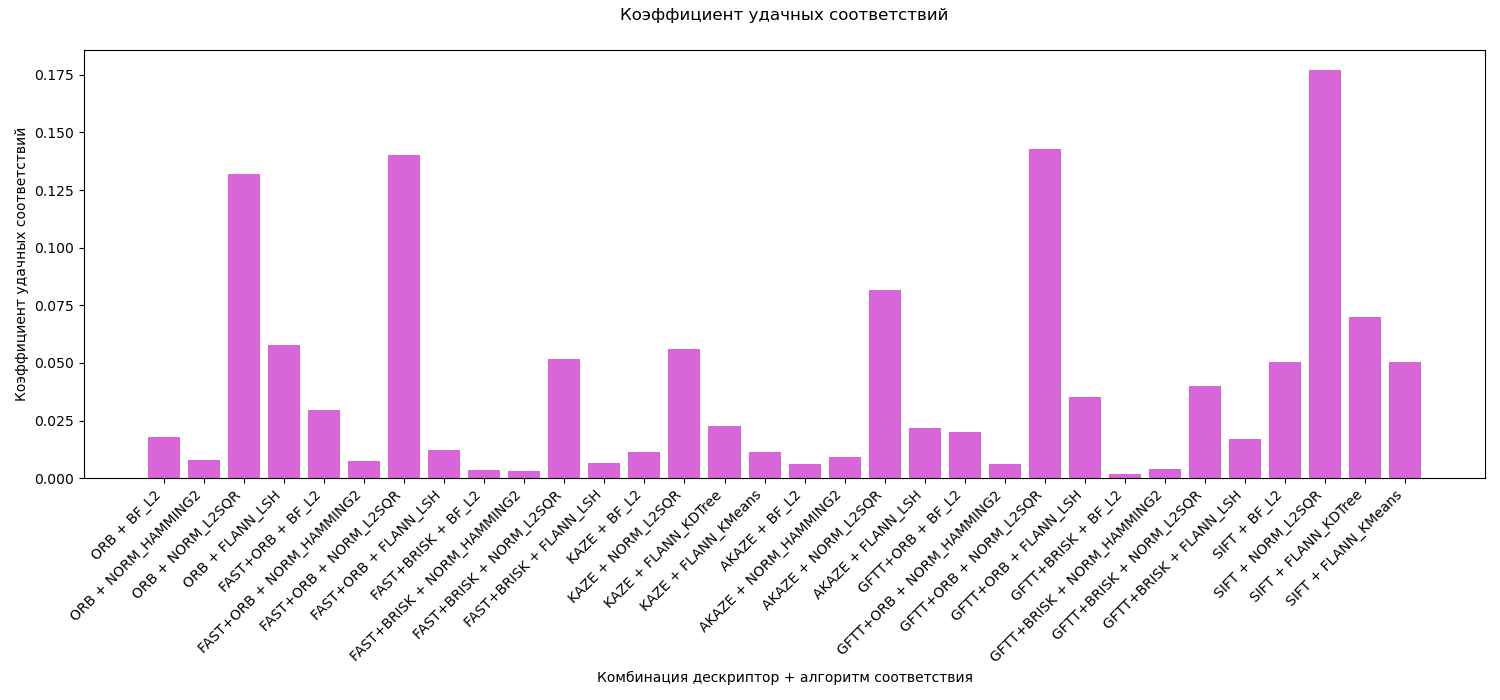 Коэффициент удачных соответствий
Коэффициент удачных соответствий
0.175
0.150
0.125
0.100
0.075
0.050
0.025
0.000
ORB + BF_L2
ORB + NORM_HAMMING2
ORB + NORM_L2SQR
ORB + FLANN_LSH
FAST+ORB + BF_L2
FAST+ORB + NORM_HAMMING2
FAST+ORB + NORM_L2SQR
FAST+ORB + FLANN_LSH
FAST+BRISK + BF_L2
FAST+BRISK + NORM_HAMMING2
FAST+BRISK + NORM_L2SQR
FAST+BRISK + FLANN_LSH
KAZE + BF_L2
KAZE + NORM_L2SQR
KAZE + FLANN_KDTree
KAZE + FLANN_KMeans
AKAZE + BF_L2
AKAZE + NORM_HAMMING2
AKAZE + NORM_L2SQR
AKAZE + FLANN_LSH
GFTT+ORB + BF_L2
GFTT+ORB + NORM_HAMMING2
GFTT+ORB + NORM_L2SQR
GFTT+ORB + FLANN_LSH
GFTT+BRISK + BF_L2
GFTT+BRISK + NORM_HAMMING2
GFTT+BRISK + NORM_L2SQR
GFTT+BRISK + FLANN_LSH
SIFT + BF_L2
SIFT + NORM_L2SQR
SIFT + FLANN_KDTree
SIFT + FLANN_KMeans
Комбинация дескриптор + алгоритм соответствия